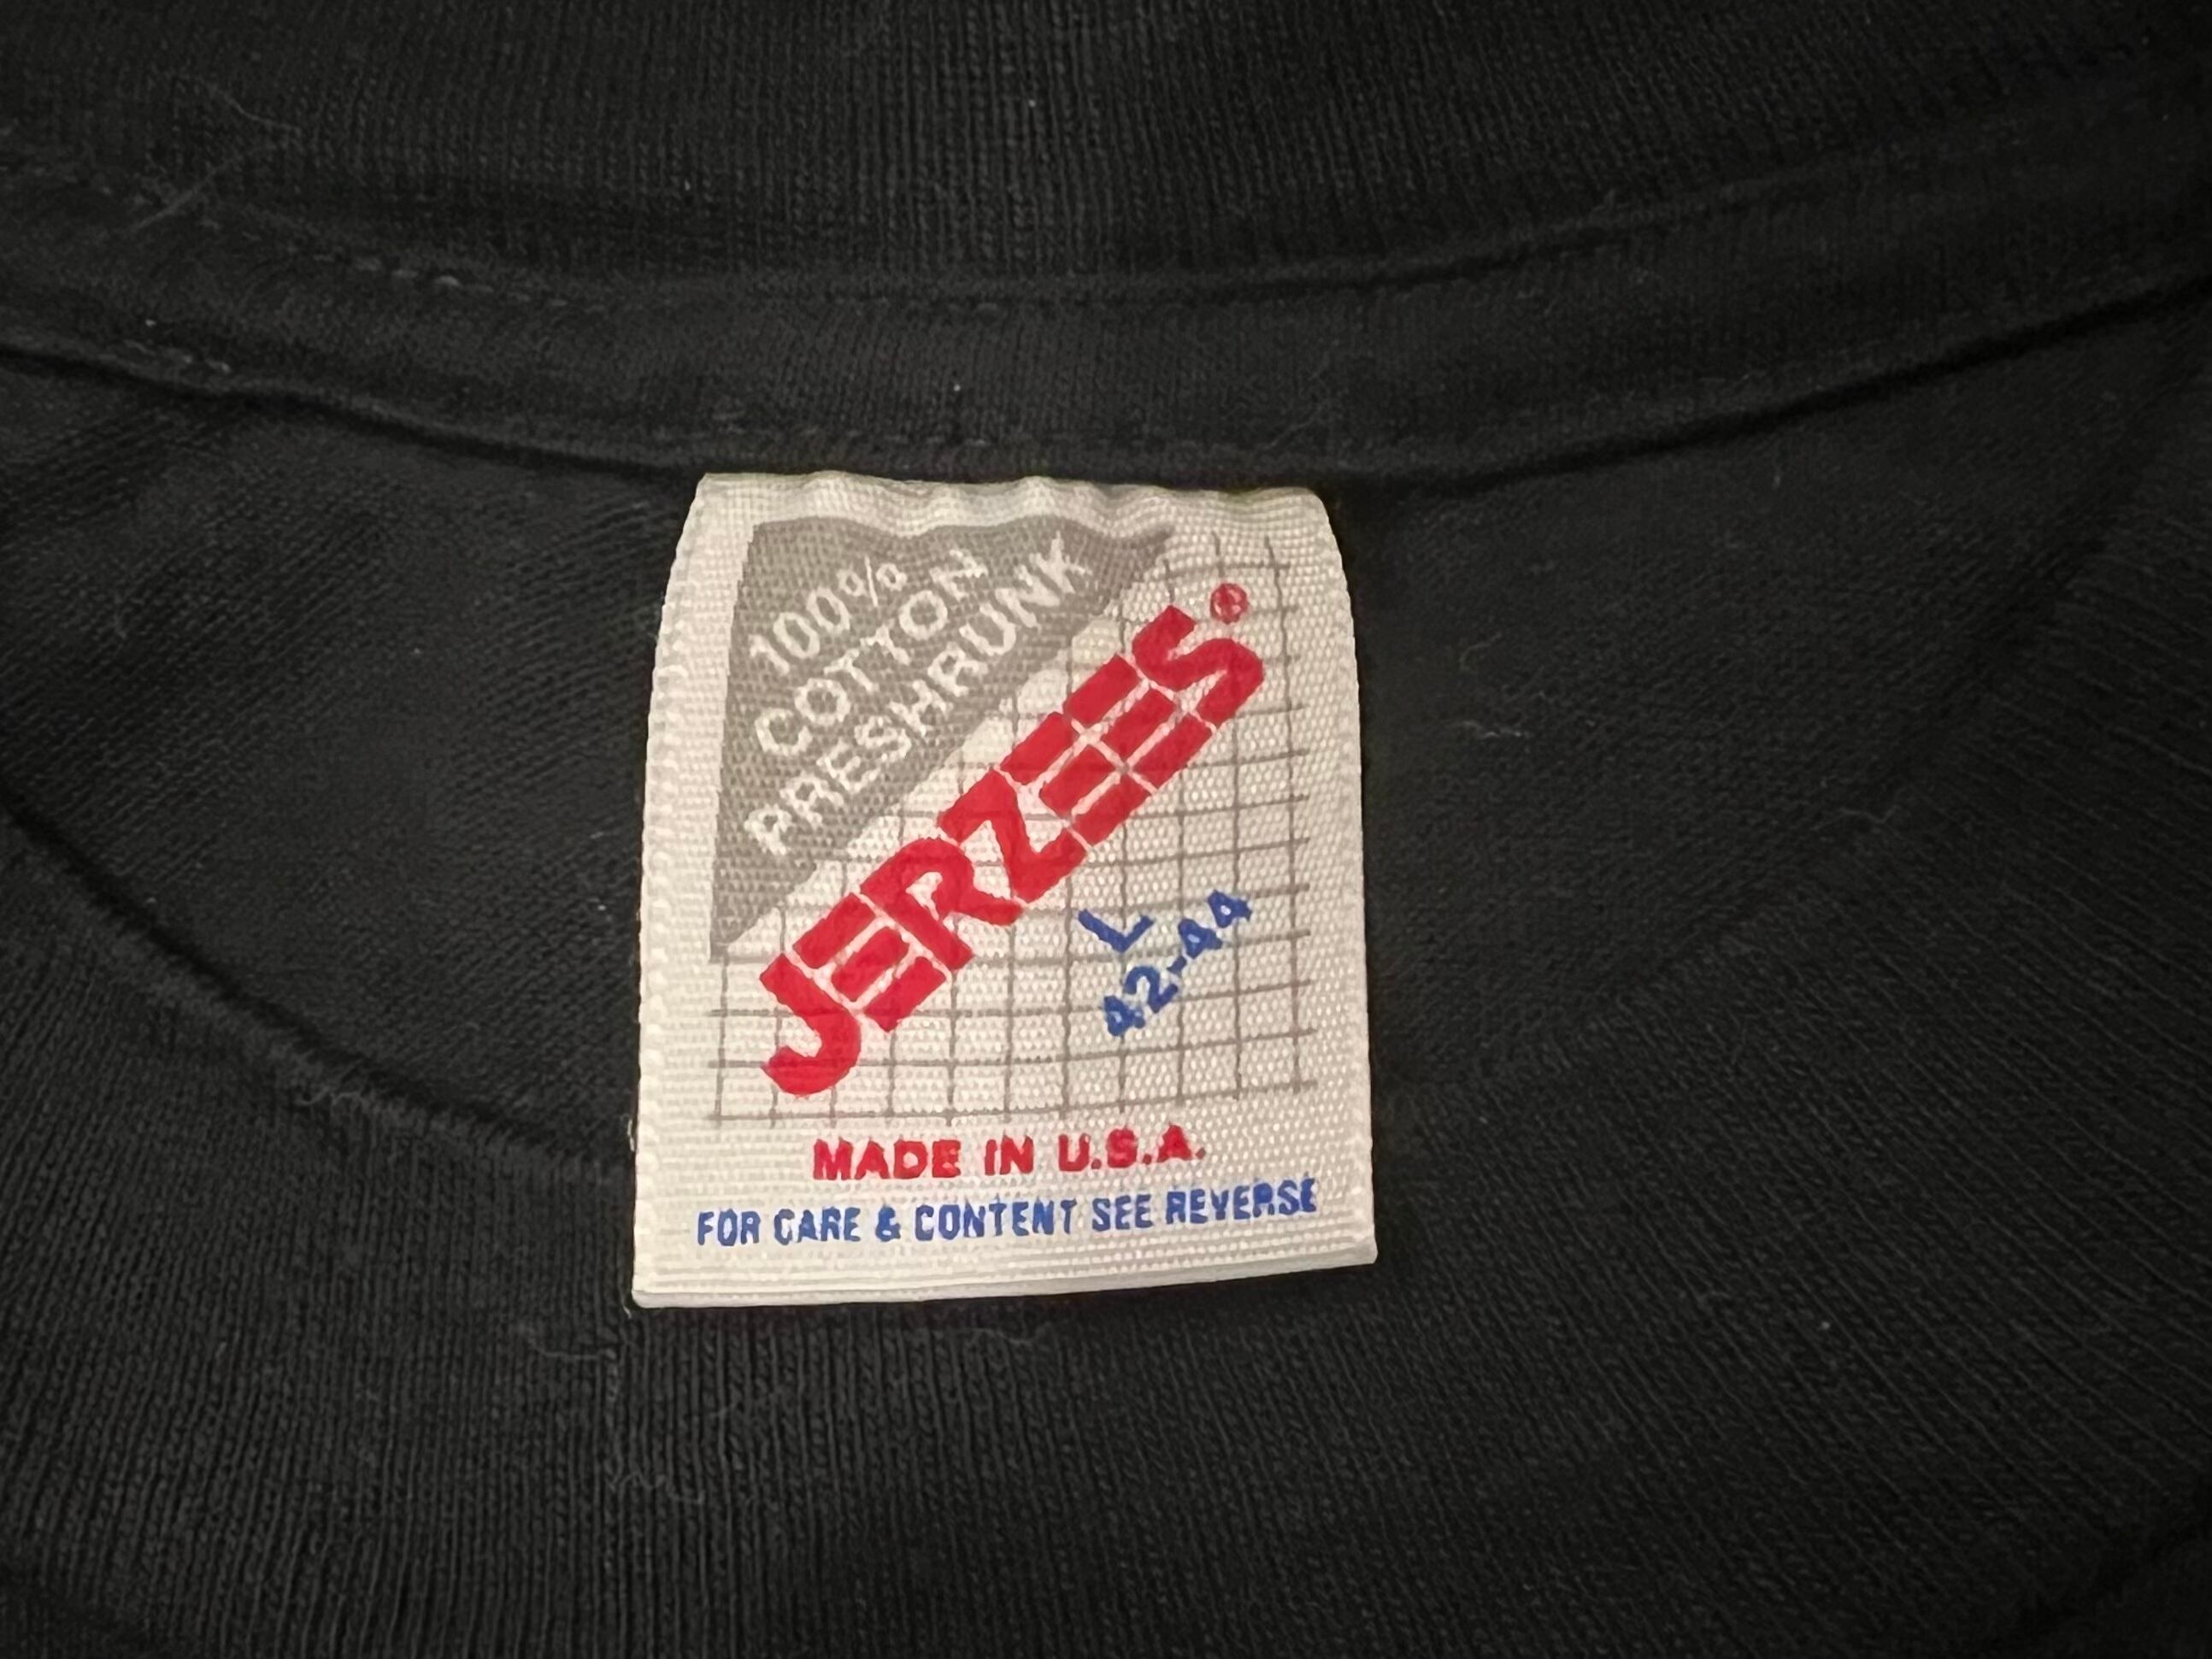 100%
COTTON
PRESHRUNK
JERZEES®
L
42-44
MADE IN U.S.A.
FOR CARE & CONTENT SEE REVERSE